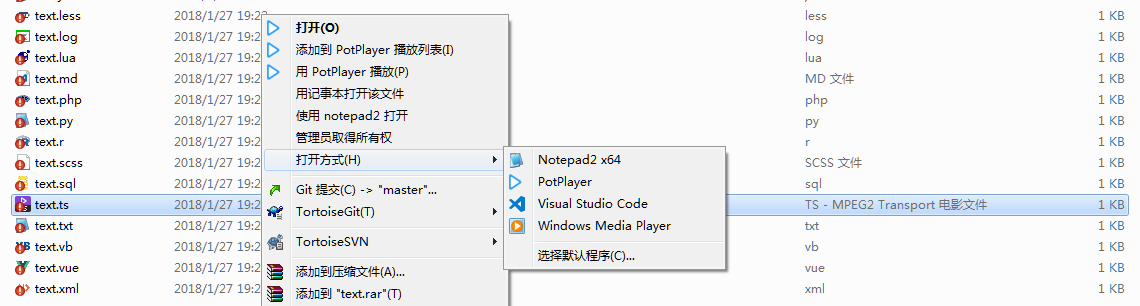 text.less 2018/1/27 19:23 less 1 KB
text.log 2018/1/27 19:2 打开(O) log 1 KB
text.lua 2018/1/27 19:2 添加到 PotPlayer 播放列表(I) lua 1 KB
text.md 2018/1/27 19:2 用 PotPlayer 播放(P) MD 文件 1 KB
text.php 2018/1/27 19:2 用记事本打开该文件 php 1 KB
text.py 2018/1/27 19:2 使用 notepad2 打开 py 1 KB
text.r 2018/1/27 19:2 管理员取得所有权 r 1 KB
text.scss 2018/1/27 19:2 打开方式(H) Notepad2 x64 SCSS 文件 1 KB
text.sql 2018/1/27 19:2 Git 提交(C) -> "master"... PotPlayer sql 1 KB
text.ts 2018/1/27 19:2 TortoiseGit(T) Visual Studio Code TS - MPEG2 Transport 电影文件 1 KB
text.txt 2018/1/27 19:2 Windows Media Player txt 1 KB
text.vb 2018/1/27 19:2 TortoiseSVN 选择默认程序(C)... vb 1 KB
text.vue 2018/1/27 19:2 添加到压缩文件(A)... vue 1 KB
text.xml 2018/1/27 19:2 添加到 "text.rar"(T) xml 1 KB